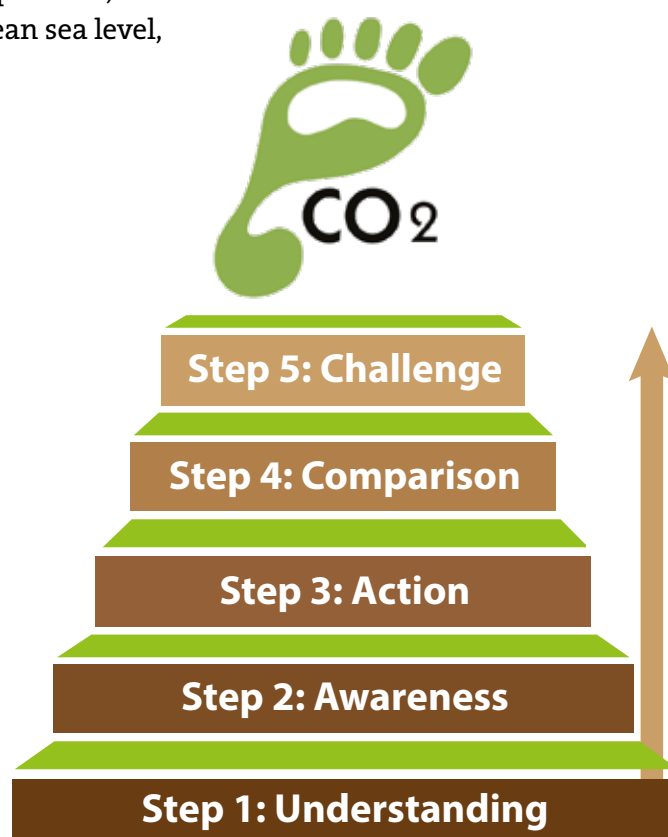 ean sea level,
CO2
Step 5: Challenge
Step 4: Comparison
Step 3: Action
Step 2: Awareness
Step 1: Understanding